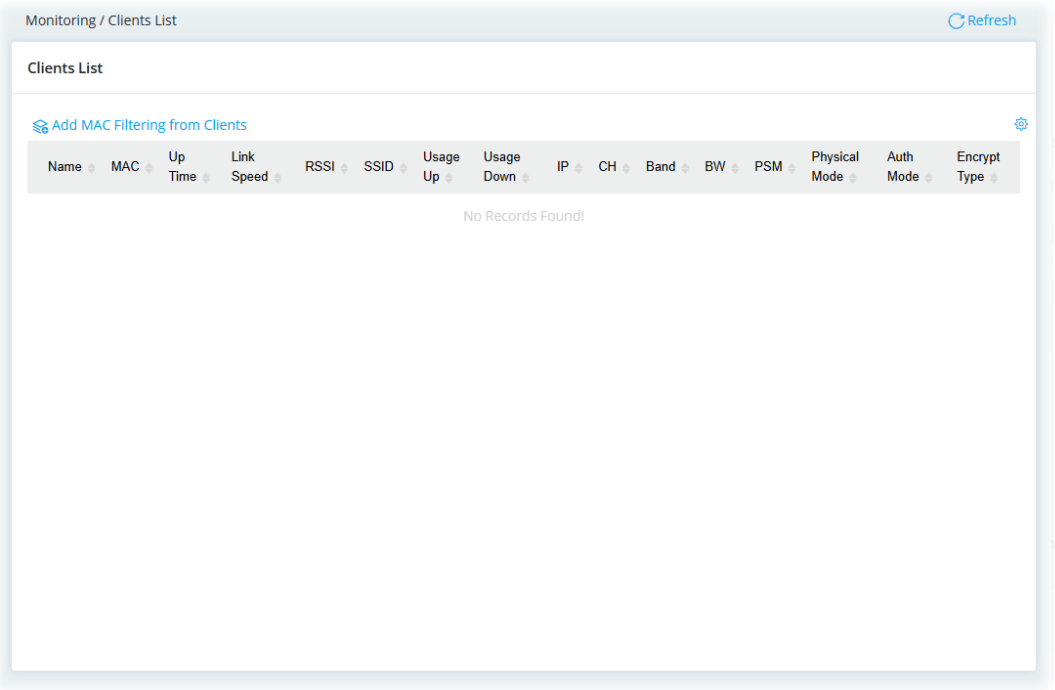 Monitoring / Clients List
Refresh
Clients List
Add MAC Filtering from Clients
Name MAC Up Time Link Speed RSSI SSID Usage Up Usage Down IP CH Band BW PSM Physical Mode Auth Mode Encrypt Type
No Records Found!